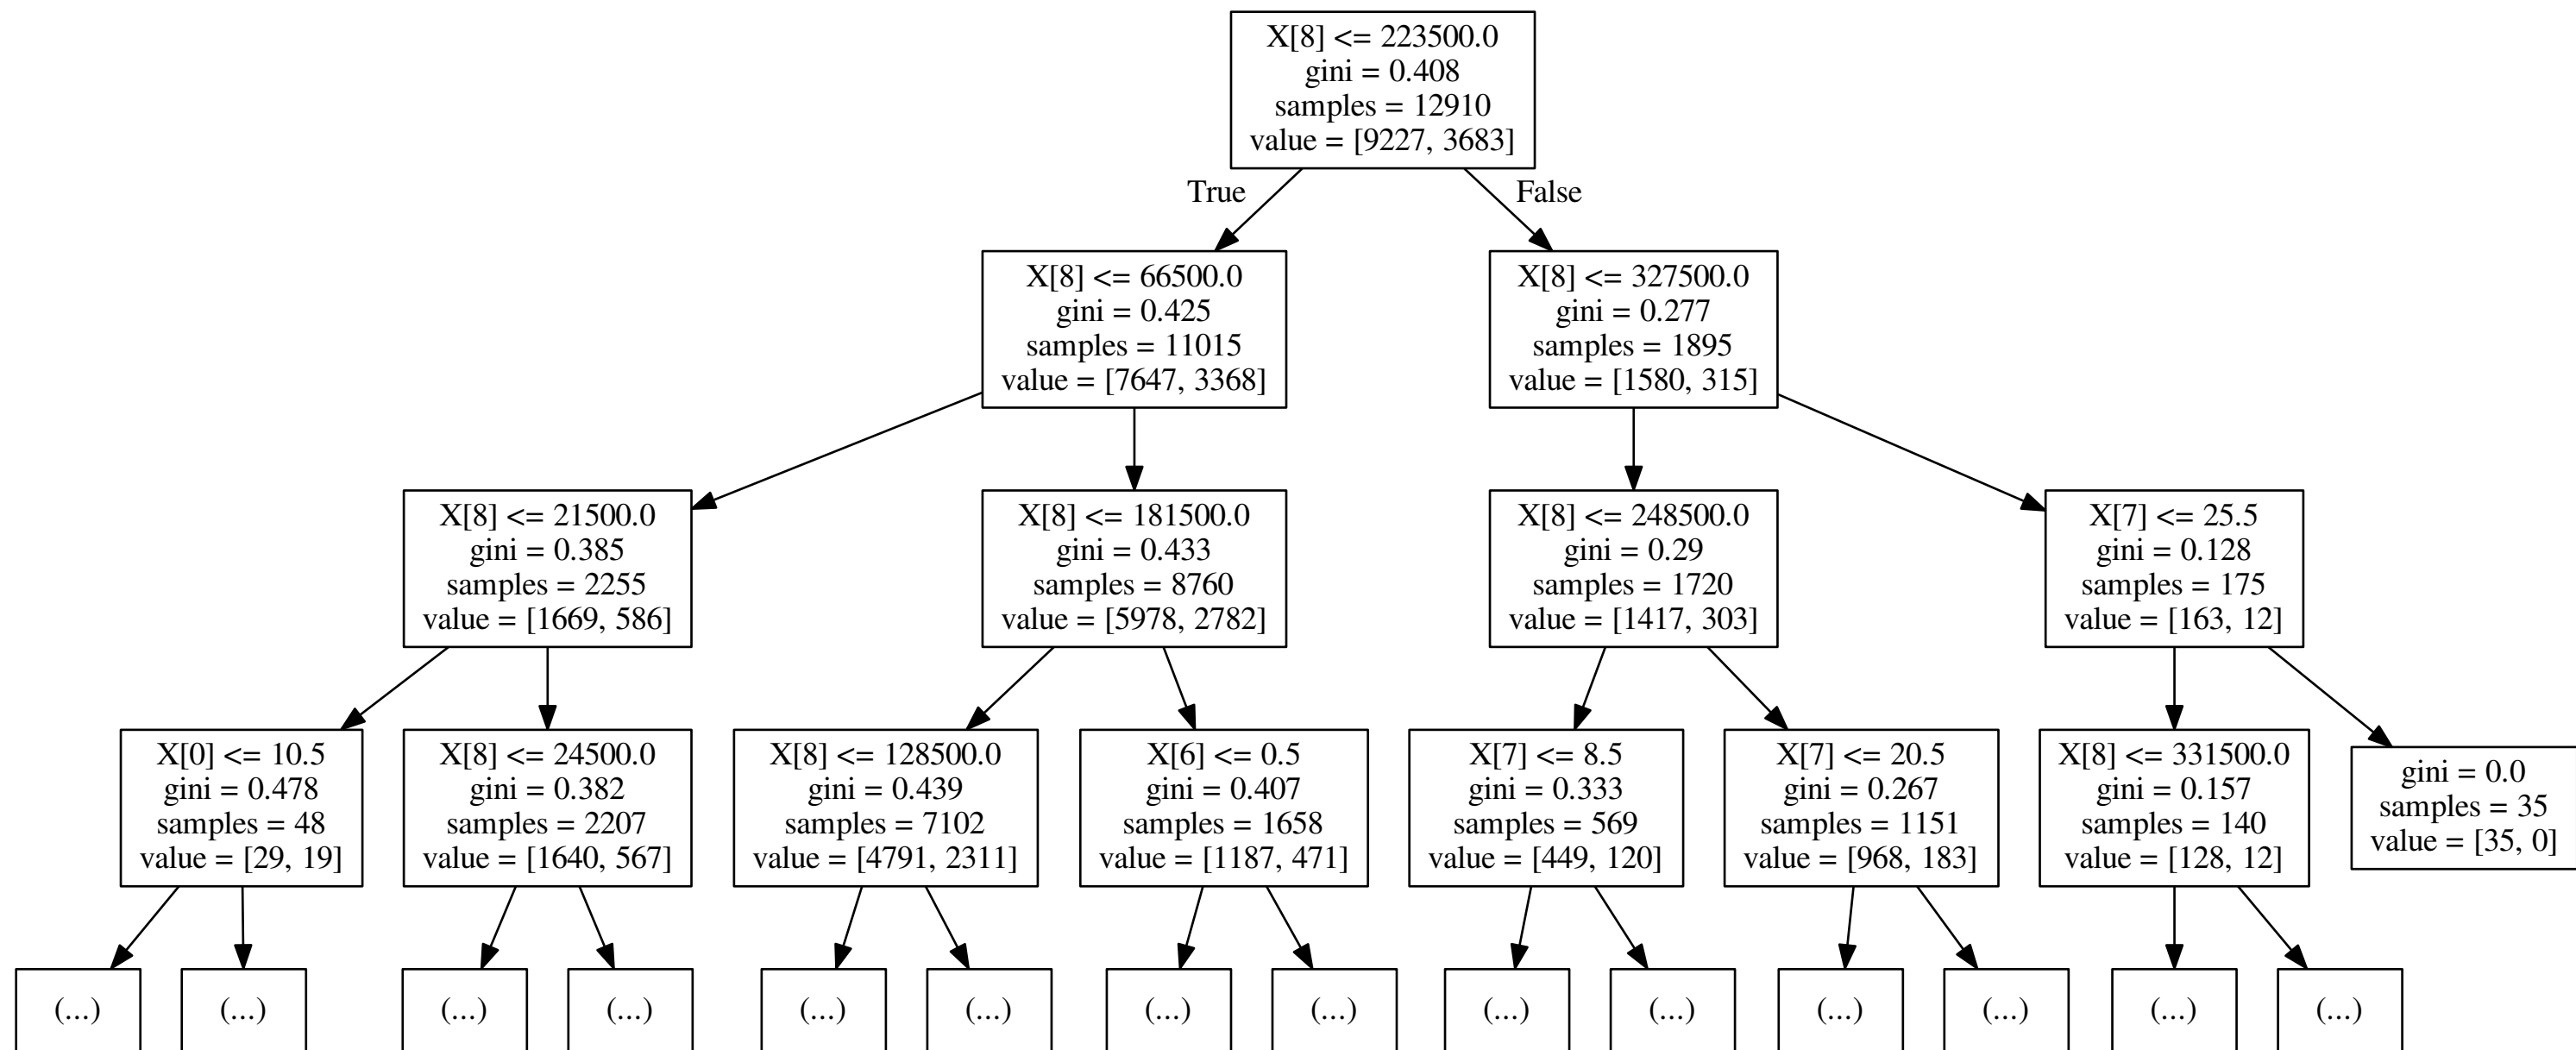 X[8] <= 223500.0
gini = 0.408
samples = 12910
value = [9227, 3683]
True
False
X[8] <= 66500.0
gini = 0.425
samples = 11015
value = [7647, 3368]
X[8] <= 327500.0
gini = 0.277
samples = 1895
value = [1580, 315]
X[8] <= 21500.0
gini = 0.385
samples = 2255
value = [1669, 586]
X[8] <= 181500.0
gini = 0.433
samples = 8760
value = [5978, 2782]
X[8] <= 248500.0
gini = 0.29
samples = 1720
value = [1417, 303]
X[7] <= 25.5
gini = 0.128
samples = 175
value = [163, 12]
X[0] <= 10.5
gini = 0.478
samples = 48
value = [29, 19]
X[8] <= 24500.0
gini = 0.382
samples = 2207
value = [1640, 567]
X[8] <= 128500.0
gini = 0.439
samples = 7102
value = [4791, 2311]
X[6] <= 0.5
gini = 0.407
samples = 1658
value = [1187, 471]
X[7] <= 8.5
gini = 0.333
samples = 569
value = [449, 120]
X[7] <= 20.5
gini = 0.267
samples = 1151
value = [968, 183]
X[8] <= 331500.0
gini = 0.157
samples = 140
value = [128, 12]
gini = 0.0
samples = 35
value = [35, 0]
(...)
(...)
(...)
(...)
(...)
(...)
(...)
(...)
(...)
(...)
(...)
(...)
(...)
(...)